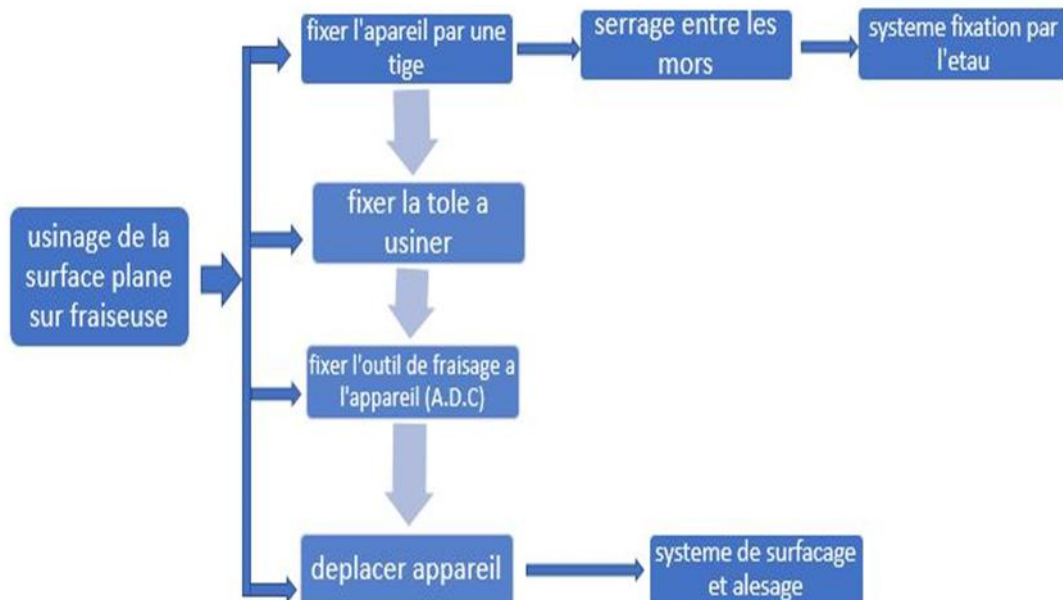 fixer l'apareil par une
tige
serrage entre les
mors
systeme fixation par
l'etau
fixer la tole a
usiner
usinage de la
surface plane
sur fraiseuse
fixer l'outil de fraisage a
l'appareil (A.D.C)
deplacer appareil
systeme de surfacage
et alesage